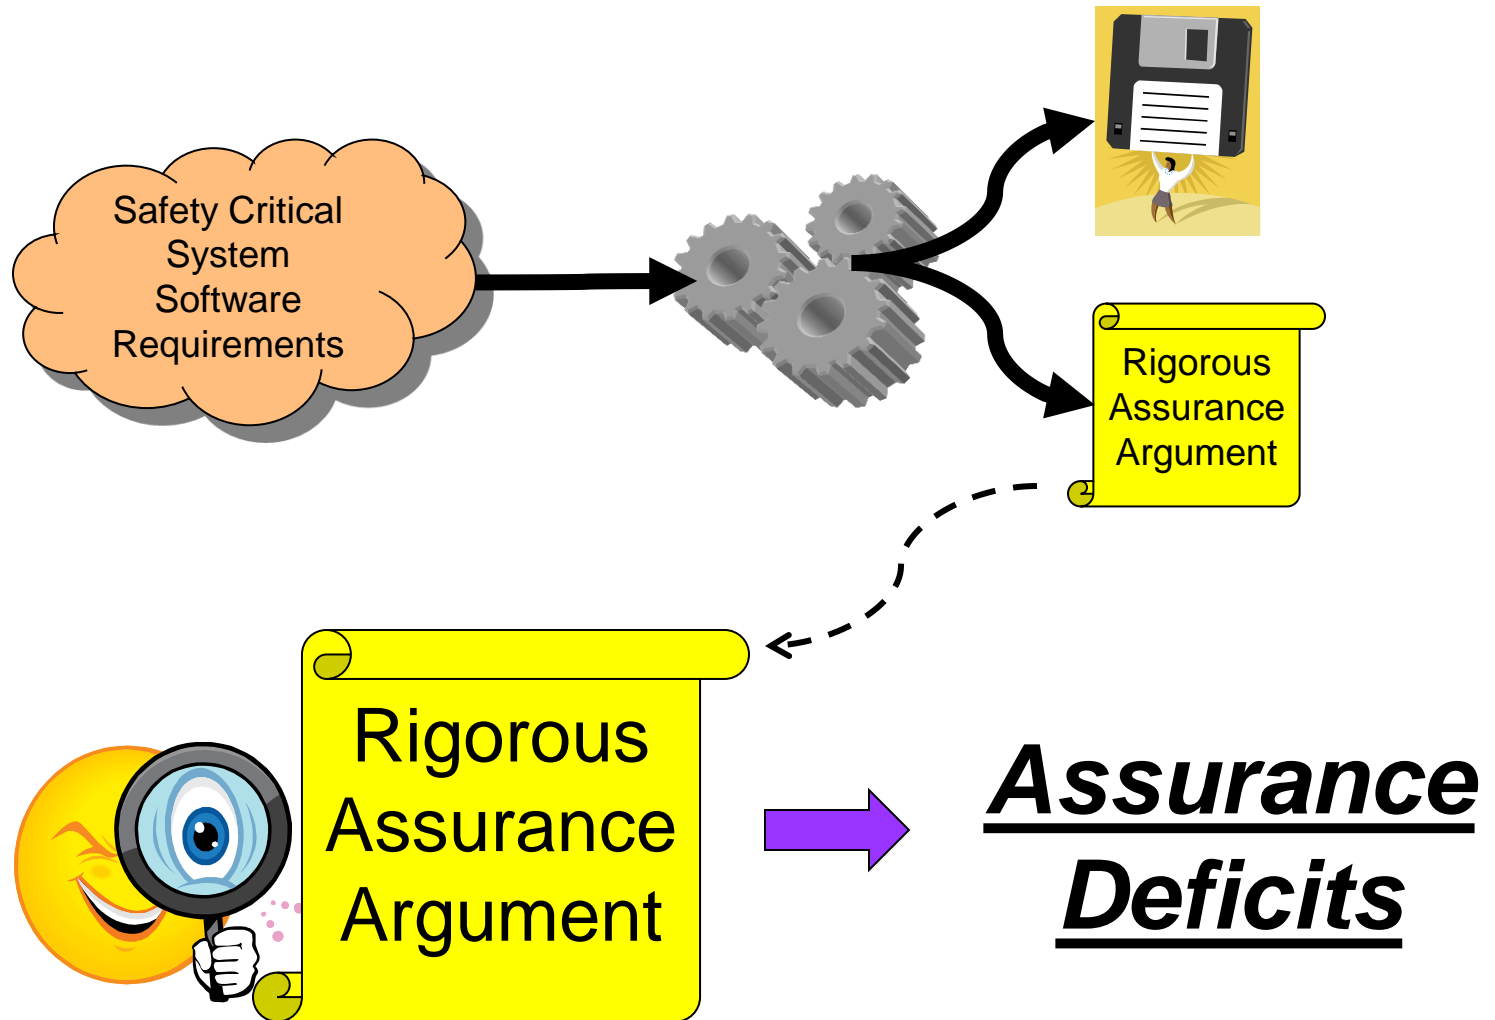 Safety Critical
System
Software
Requirements
Rigorous
Assurance
Argument
Rigorous
Assurance
Argument
Assurance
Deficits